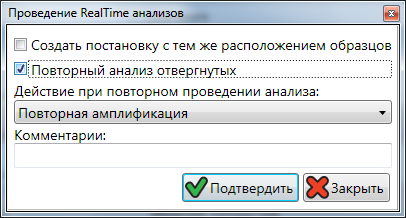 Проведение RealTime анализов
Создать постановку с тем же расположением образцов
Повторный анализ отвергнутых
Действие при повторном проведении анализа:
Повторная амплификация
Комментарии:
Подтвердить
Закрыть